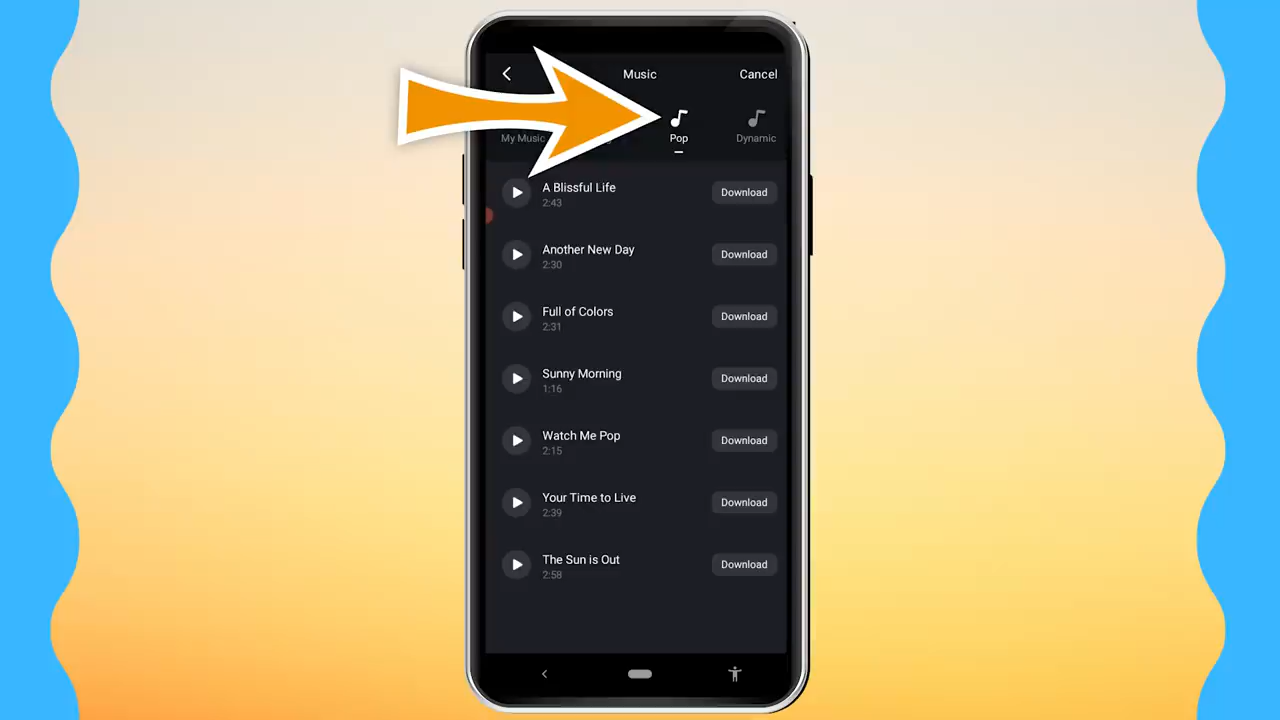 Music
Cancel
My Music
Pop
Dynamic
A Blissful Life
2:43
Download
Another New Day
2:30
Download
Full of Colors
2:31
Download
Sunny Morning
1:16
Download
Watch Me Pop
2:15
Download
Your Time to Live
2:39
Download
The Sun is Out
2:58
Download